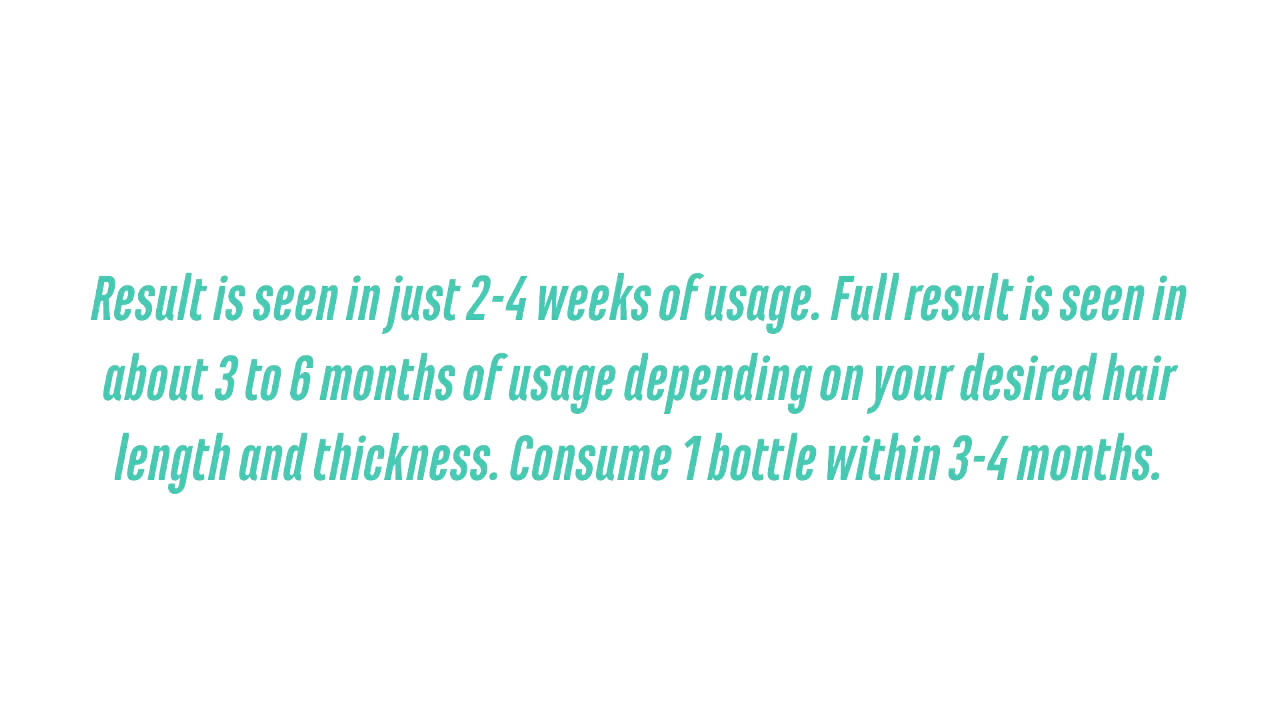 Result is seen in just 2-4 weeks of usage. Full result is seen in
about 3 to 6 months of usage depending on your desired hair
length and thickness. Consume 1 bottle within 3-4 months.